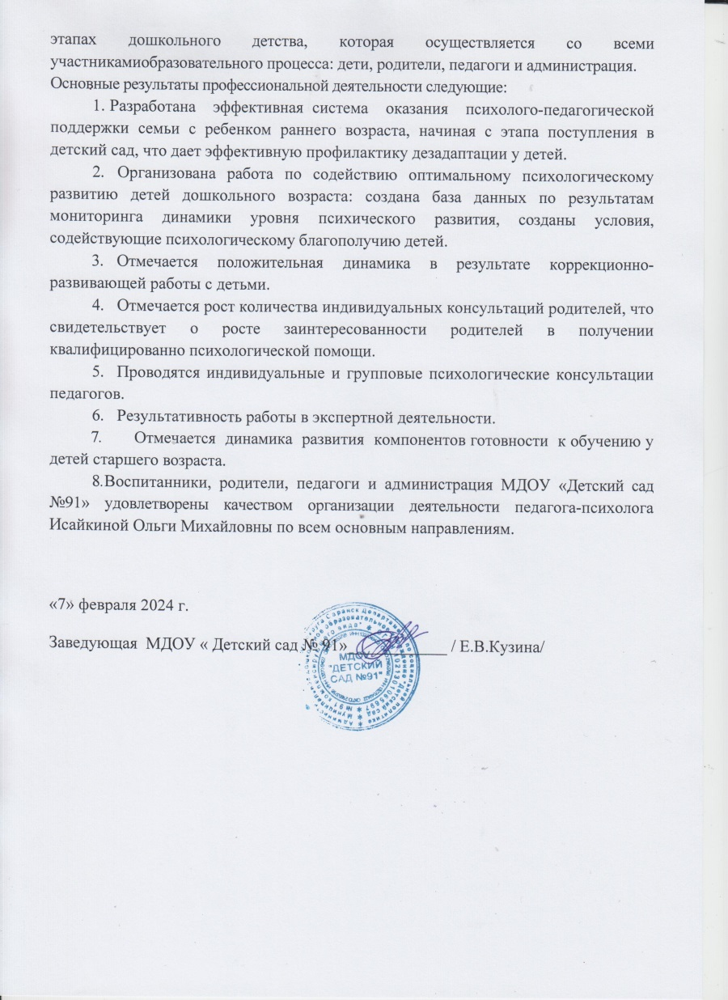 этапах дошкольного детства, которая осуществляется со всеми
участникамиобразовательного процесса: дети, родители, педагоги и администрация.
Основные результаты профессиональной деятельности следующие:
1. Разработана эффективная система оказания психолого-педагогической
поддержки семьи с ребенком раннего возраста, начиная с этапа поступления в
детский сад, что дает эффективную профилактику дезадаптации у детей.
2. Организована работа по содействию оптимальному психологическому
развитию детей дошкольного возраста: создана база данных по результатам
мониторинга динамики уровня психического развития, созданы условия,
содействующие психологическому благополучию детей.
3. Отмечается положительная динамика в результате коррекционно-
развивающей работы с детьми.
4. Отмечается рост количества индивидуальных консультаций родителей, что
свидетельствует о росте заинтересованности родителей в получении
квалифицированно психологической помощи.
5. Проводятся индивидуальные и групповые психологические консультации
педагогов.
6. Результативность работы в экспертной деятельности.
7. Отмечается динамика развития компонентов готовности к обучению у
детей старшего возраста.
8.Воспитанники, родители, педагоги и администрация МДОУ «Детский сад
№91» удовлетворены качеством организации деятельности педагога-психолога
Исайкиной Ольги Михайловны по всем основным направлениям.
«7» февраля 2024 г.
Заведующая МДОУ « Детский сад № 91» ____________ / Е.В.Кузина/
МДОУ
"ДЕТСКИЙ
САД №91"